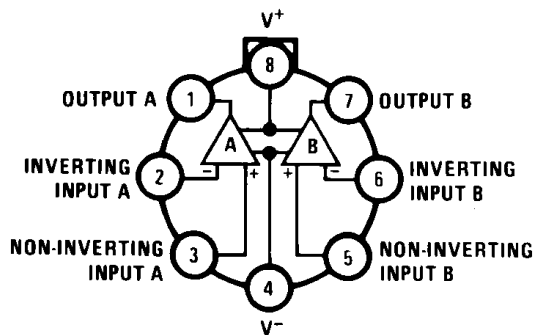 V+
8
OUTPUT A 1
7 OUTPUT B
A B
INVERTING
INPUT A
2
− + + −
6
INVERTING
INPUT B
NON-INVERTING
INPUT A
3
5
NON-INVERTING
INPUT B
4
V−